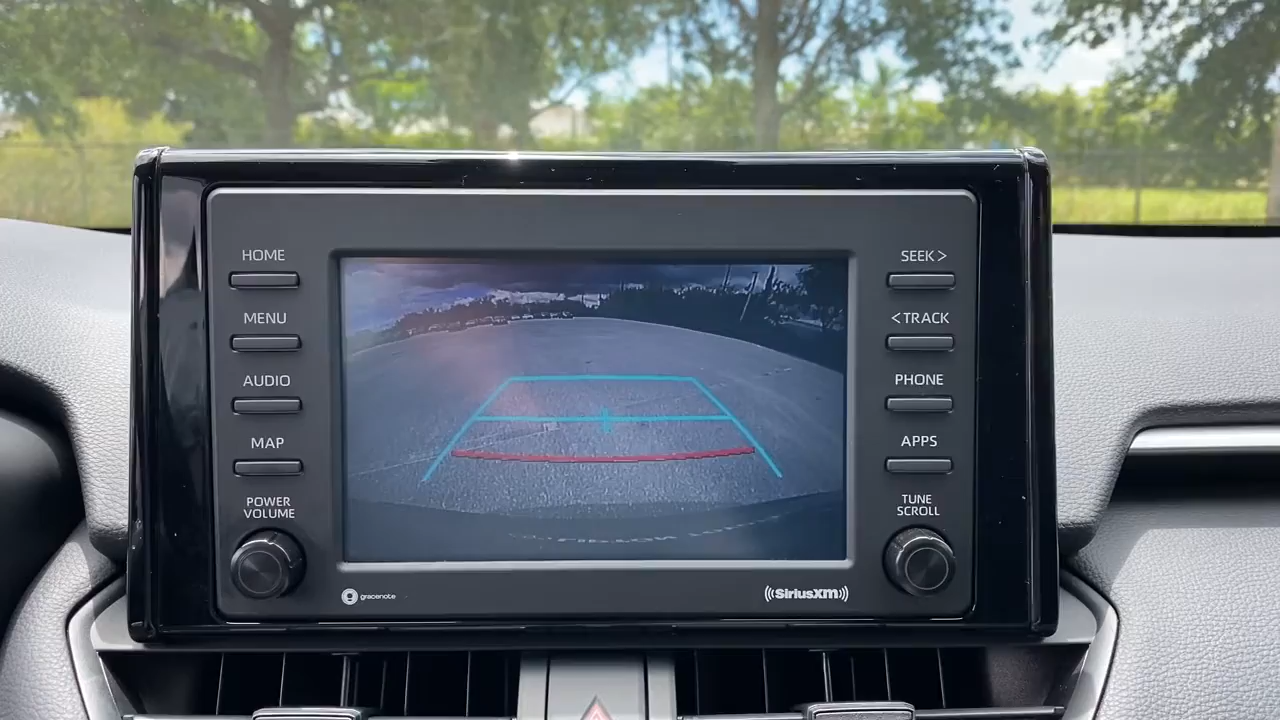 HOME
MENU
AUDIO
MAP
POWER
VOLUME
SEEK >
< TRACK
PHONE
APPS
TUNE
SCROLL
gracenote
SiriusXM